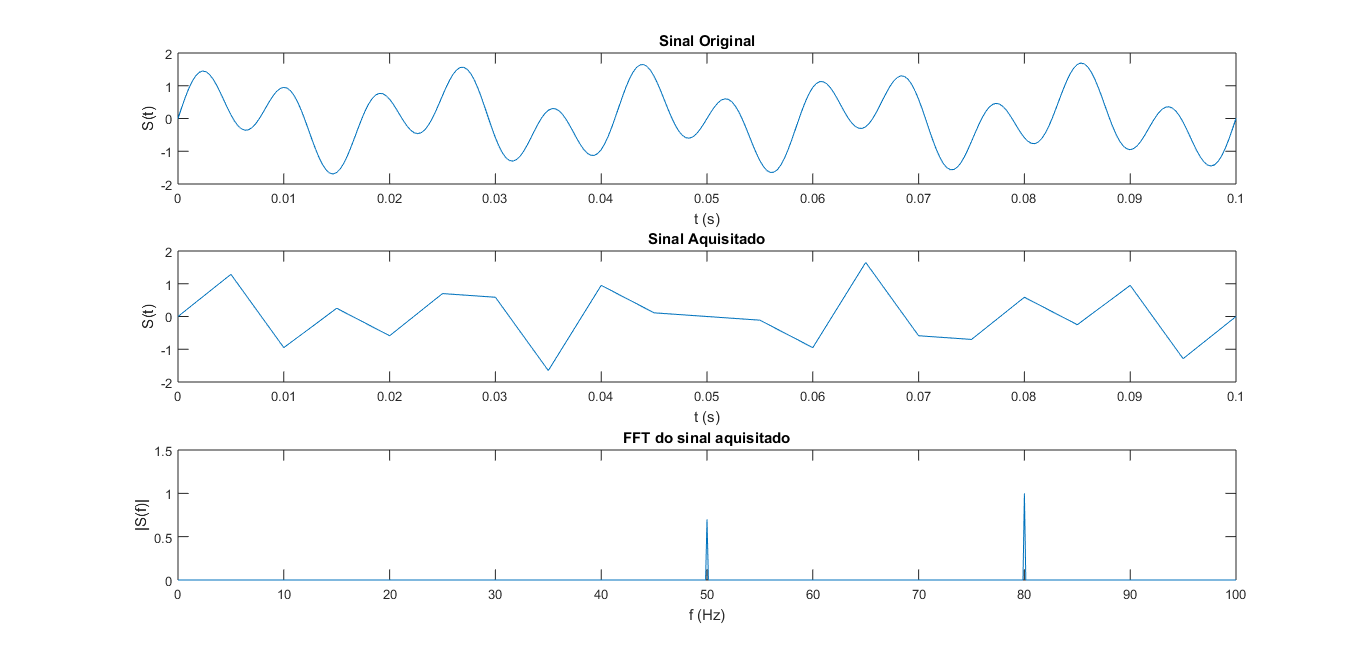 Sinal Original
2
1
0
-1
-2
S(t)
0 0.01 0.02 0.03 0.04 0.05 0.06 0.07 0.08 0.09 0.1
t (s)
Sinal Aquisitado
2
1
0
-1
-2
S(t)
0 0.01 0.02 0.03 0.04 0.05 0.06 0.07 0.08 0.09 0.1
t (s)
FFT do sinal aquisitado
1.5
1
0.5
0
|S(f)|
0 10 20 30 40 50 60 70 80 90 100
f (Hz)